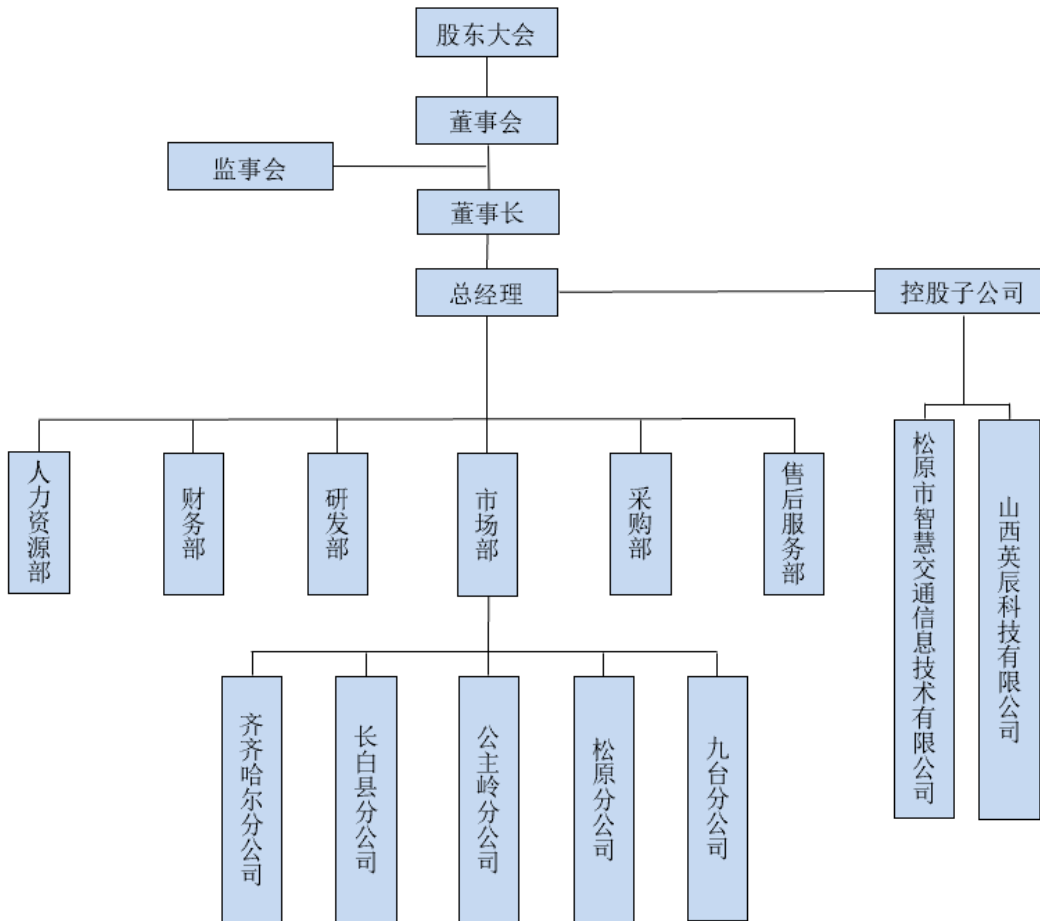 股东大会
董事会
监事会
董事长
总经理
控股子公司
人力资源部
财务部
研发部
市场部
采购部
售后服务部
松原市智慧交通信息技术有限公司
山西英辰科技有限公司
齐齐哈尔分公司
长白县分公司
公主岭分公司
松原分公司
九台分公司